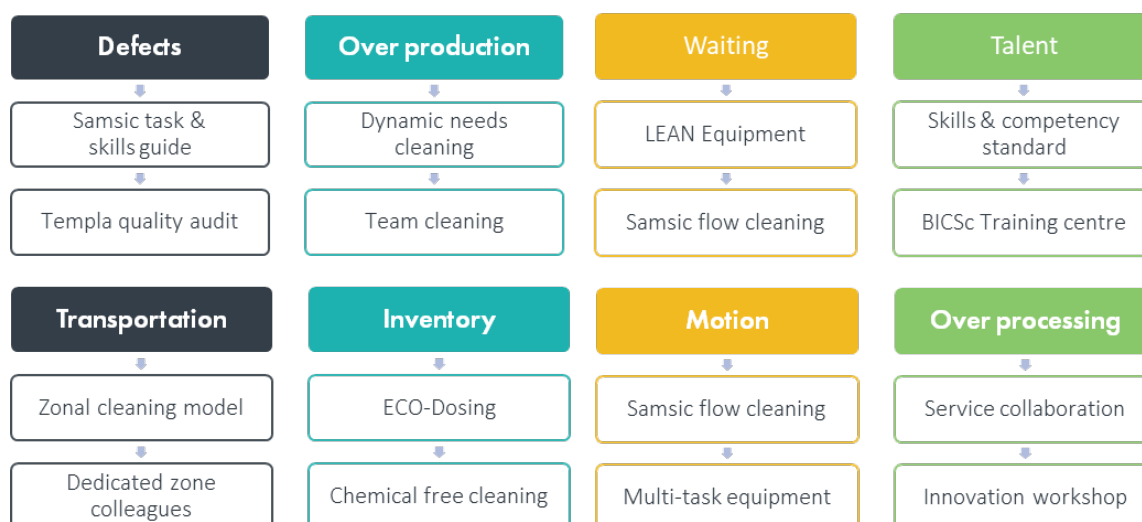 Defects
Over production
Waiting
Talent
Samsic task &
skills guide
Dynamic needs
cleaning
LEAN Equipment
Skills & competency
standard
Templa quality audit
Team cleaning
Samsic flow cleaning
BICSc Training centre
Transportation
Inventory
Motion
Over processing
Zonal cleaning model
ECO-Dosing
Samsic flow cleaning
Service collaboration
Dedicated zone
colleagues
Chemical free cleaning
Multi-task equipment
Innovation workshop